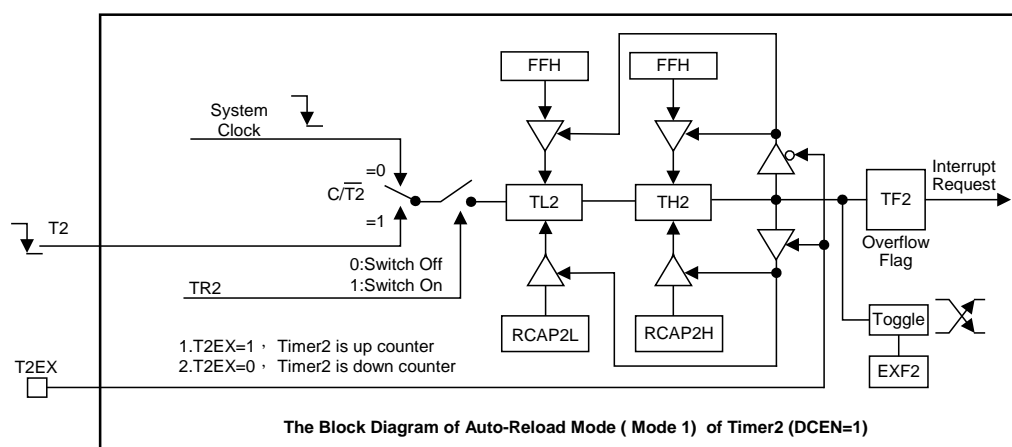 FFH
FFH
System
Clock
=0
C/T2
=1
T2
TL2
TH2
TF2
Interrupt
Request
Overflow
Flag
0:Switch Off
1:Switch On
TR2
RCAP2L
RCAP2H
Toggle
EXF2
T2EX
1.T2EX=1， Timer2 is up counter
2.T2EX=0， Timer2 is down counter
The Block Diagram of Auto-Reload Mode ( Mode 1) of Timer2 (DCEN=1)